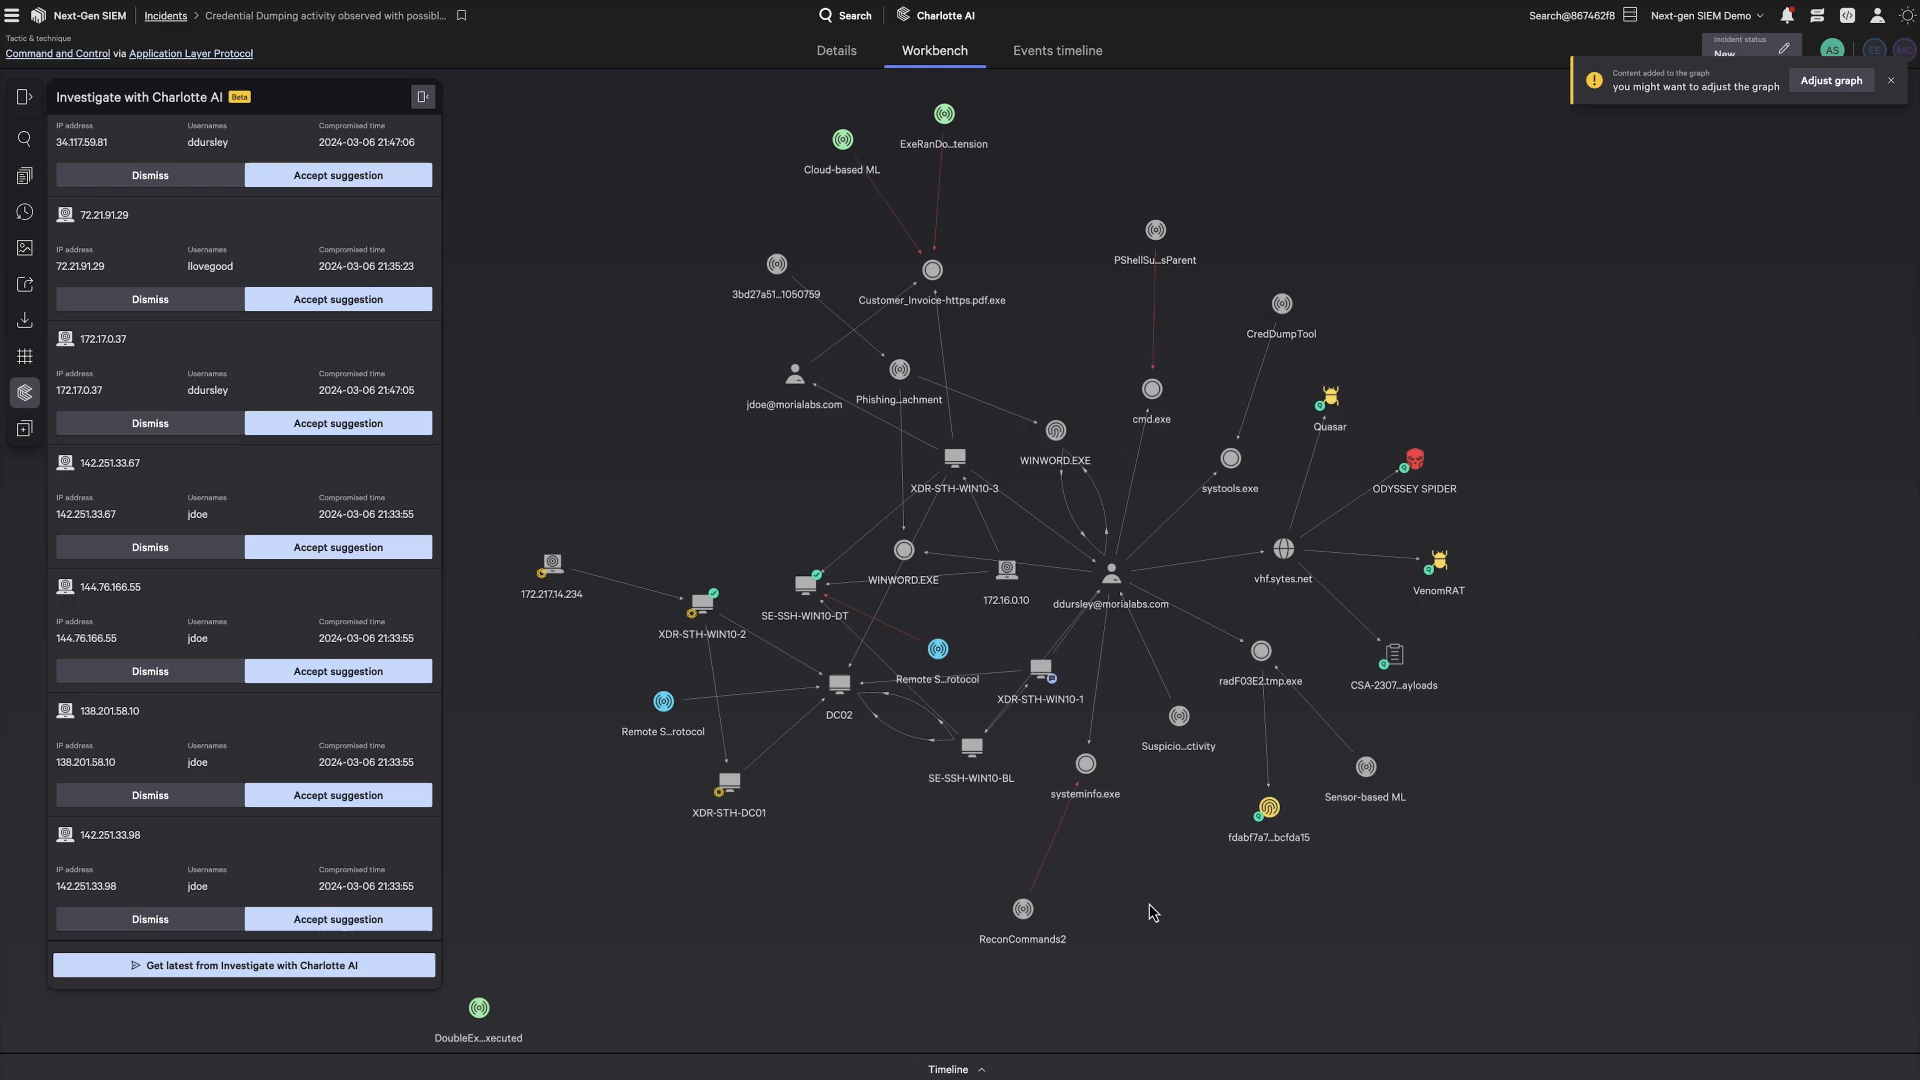 Next-Gen SIEM
Incidents > Credential Dumping activity observed with possibl...
Search
Charlotte AI
Search@867462f8
Next-gen SIEM Demo
Tactic & technique
Command and Control via Application Layer Protocol
Details
Workbench
Events timeline
Incident status
New
AS
EE
MC
Content added to the graph
you might want to adjust the graph
Adjust graph
Investigate with Charlotte AI Beta
IP address Usernames Compromised time
34.117.59.81 ddursley 2024-03-06 21:47:06
Dismiss Accept suggestion
72.21.91.29
IP address Usernames Compromised time
72.21.91.29 llovegood 2024-03-06 21:35:23
Dismiss Accept suggestion
172.17.0.37
IP address Usernames Compromised time
172.17.0.37 ddursley 2024-03-06 21:47:05
Dismiss Accept suggestion
142.251.33.67
IP address Usernames Compromised time
142.251.33.67 jdoe 2024-03-06 21:33:55
Dismiss Accept suggestion
144.76.166.55
IP address Usernames Compromised time
144.76.166.55 jdoe 2024-03-06 21:33:55
Dismiss Accept suggestion
138.201.58.10
IP address Usernames Compromised time
138.201.58.10 jdoe 2024-03-06 21:33:55
Dismiss Accept suggestion
142.251.33.98
IP address Usernames Compromised time
142.251.33.98 jdoe 2024-03-06 21:33:55
Dismiss Accept suggestion
Get latest from Investigate with Charlotte AI
ExeRanDo...tension
Cloud-based ML
PShellSu...sParent
3bd27a51...1050759
Customer_Invoice-https.pdf.exe
CredDumpTool
jdoe@morialabs.com
Phishing...achment
cmd.exe
Quasar
WINWORD.EXE
XDR-STH-WIN10-3
systools.exe
ODYSSEY SPIDER
WINWORD.EXE
vhf.sytes.net
VenomRAT
172.217.14.234
172.16.0.10
ddursley@morialabs.com
SE-SSH-WIN10-DT
XDR-STH-WIN10-2
Remote S...rotocol
radF03E2.tmp.exe
CSA-2307...ayloads
XDR-STH-WIN10-1
DC02
Remote S...rotocol
Suspicio...ctivity
SE-SSH-WIN10-BL
systeminfo.exe
Sensor-based ML
XDR-STH-DC01
fdabf7a7...bcfda15
ReconCommands2
DoubleEx...xecuted
Timeline